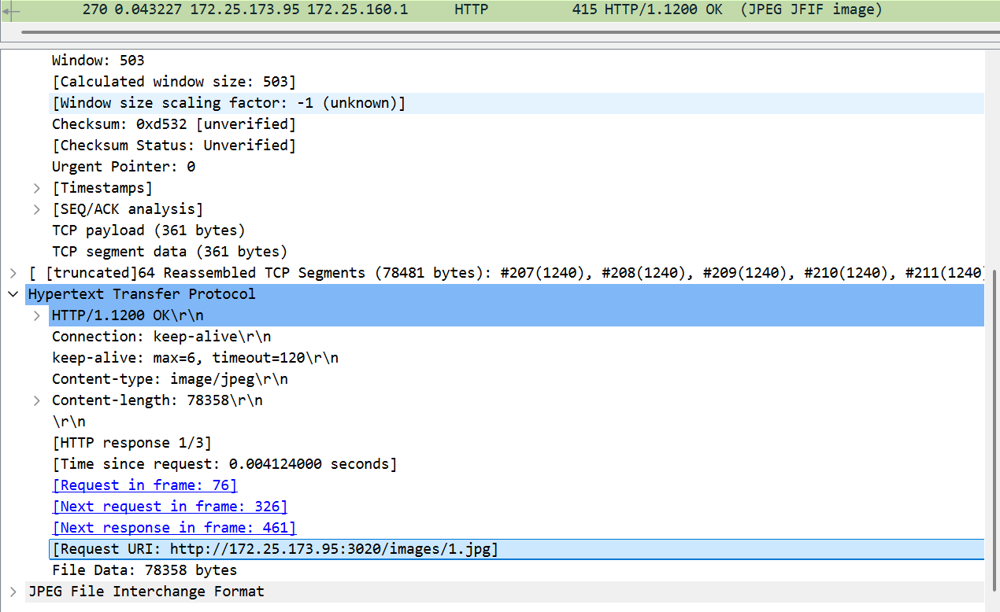 270 0.043227 172.25.173.95 172.25.160.1 HTTP 415 HTTP/1.1200 OK (JPEG JFIF image)
Window: 503
[Calculated window size: 503]
[Window size scaling factor: -1 (unknown)]
Checksum: 0xd532 [unverified]
[Checksum Status: Unverified]
Urgent Pointer: 0
[Timestamps]
[SEQ/ACK analysis]
TCP payload (361 bytes)
TCP segment data (361 bytes)
[ [truncated]64 Reassembled TCP Segments (78481 bytes): #207(1240), #208(1240), #209(1240), #210(1240), #211(1240)
Hypertext Transfer Protocol
HTTP/1.1200 OK\r\n
Connection: keep-alive\r\n
keep-alive: max=6, timeout=120\r\n
Content-type: image/jpeg\r\n
Content-length: 78358\r\n
\r\n
[HTTP response 1/3]
[Time since request: 0.004124000 seconds]
[Request in frame: 76]
[Next request in frame: 326]
[Next response in frame: 461]
[Request URI: http://172.25.173.95:3020/images/1.jpg]
File Data: 78358 bytes
JPEG File Interchange Format